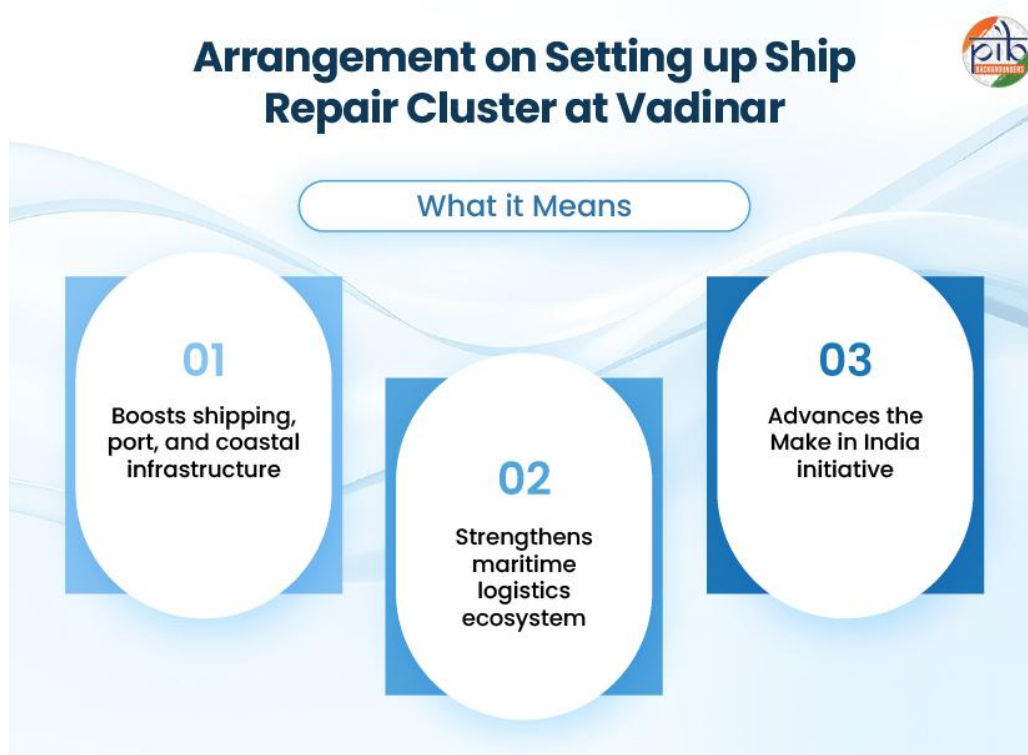 Arrangement on Setting up Ship
Repair Cluster at Vadinar
pib
BACKGROUNDERS
What it Means
01
Boosts shipping,
port, and coastal
infrastructure
02
Strengthens
maritime
logistics
ecosystem
03
Advances the
Make in India
initiative